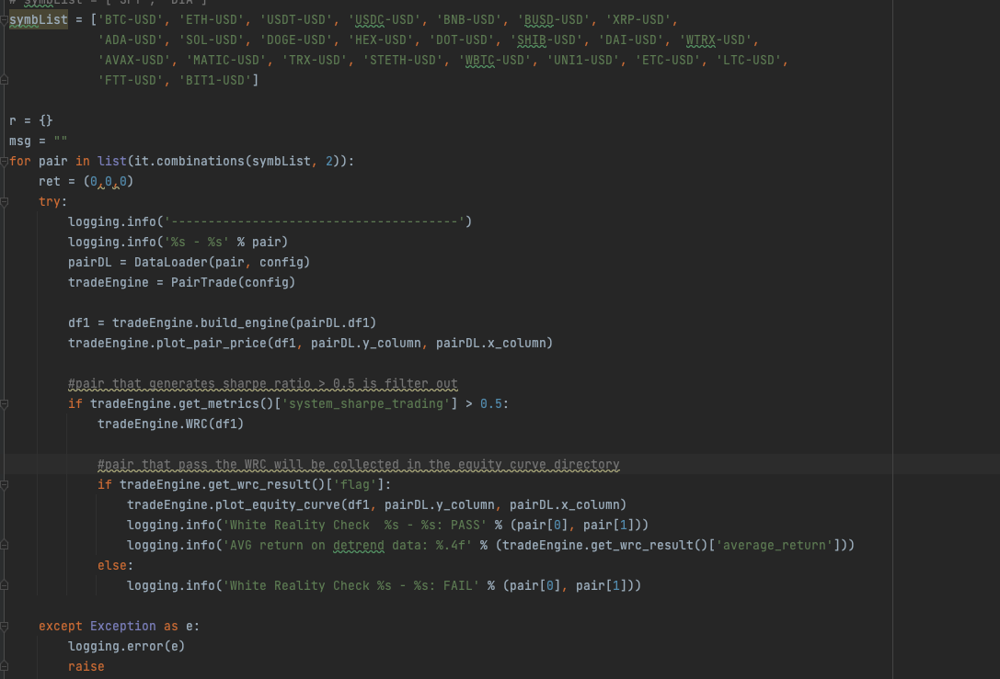 # symbList = ['SPY', 'DIA']
symbList = ['BTC-USD', 'ETH-USD', 'USDT-USD', 'USDC-USD', 'BNB-USD', 'BUSD-USD', 'XRP-USD',
'ADA-USD', 'SOL-USD', 'DOGE-USD', 'HEX-USD', 'DOT-USD', 'SHIB-USD', 'DAI-USD', 'WTRX-USD',
'AVAX-USD', 'MATIC-USD', 'TRX-USD', 'STETH-USD', 'WBTC-USD', 'UNI1-USD', 'ETC-USD', 'LTC-USD',
'FTT-USD', 'BIT1-USD']
r = {}
msg = ""
for pair in list(it.combinations(symbList, 2)):
ret = (0,0,0)
try:
logging.info('---------------------------------------')
logging.info('%s - %s' % pair)
pairDL = DataLoader(pair, config)
tradeEngine = PairTrade(config)
df1 = tradeEngine.build_engine(pairDL.df1)
tradeEngine.plot_pair_price(df1, pairDL.y_column, pairDL.x_column)
#pair that generates sharpe ratio > 0.5 is filter out
if tradeEngine.get_metrics()['system_sharpe_trading'] > 0.5:
tradeEngine.WRC(df1)
#pair that pass the WRC will be collected in the equity curve directory
if tradeEngine.get_wrc_result()['flag']:
tradeEngine.plot_equity_curve(df1, pairDL.y_column, pairDL.x_column)
logging.info('White Reality Check  %s - %s: PASS' % (pair[0], pair[1]))
logging.info('AVG return on detrend data: %.4f' % (tradeEngine.get_wrc_result()['average_return']))
else:
logging.info('White Reality Check %s - %s: FAIL' % (pair[0], pair[1]))
except Exception as e:
logging.error(e)
raise